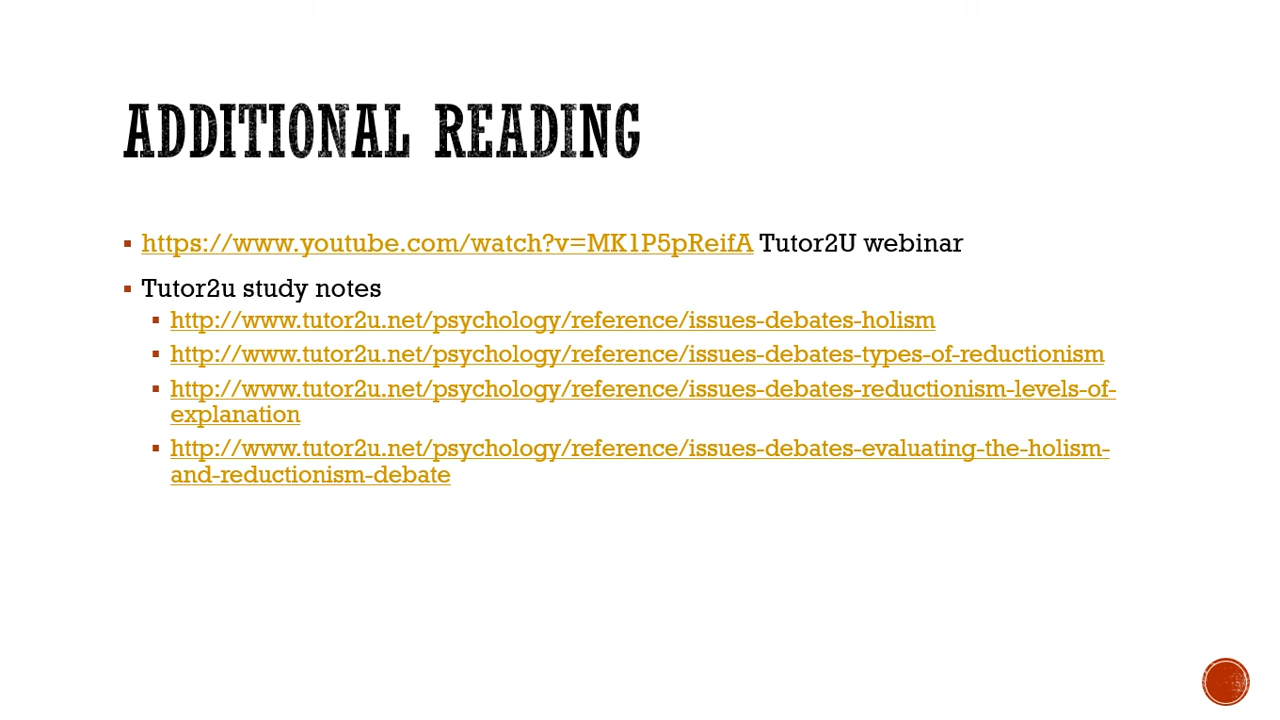 ADDITIONAL READING
https://www.youtube.com/watch?v=MK1P5pReifA Tutor2U webinar
Tutor2u study notes
http://www.tutor2u.net/psychology/reference/issues-debates-holism
http://www.tutor2u.net/psychology/reference/issues-debates-types-of-reductionism
http://www.tutor2u.net/psychology/reference/issues-debates-reductionism-levels-of-
explanation
http://www.tutor2u.net/psychology/reference/issues-debates-evaluating-the-holism-
and-reductionism-debate